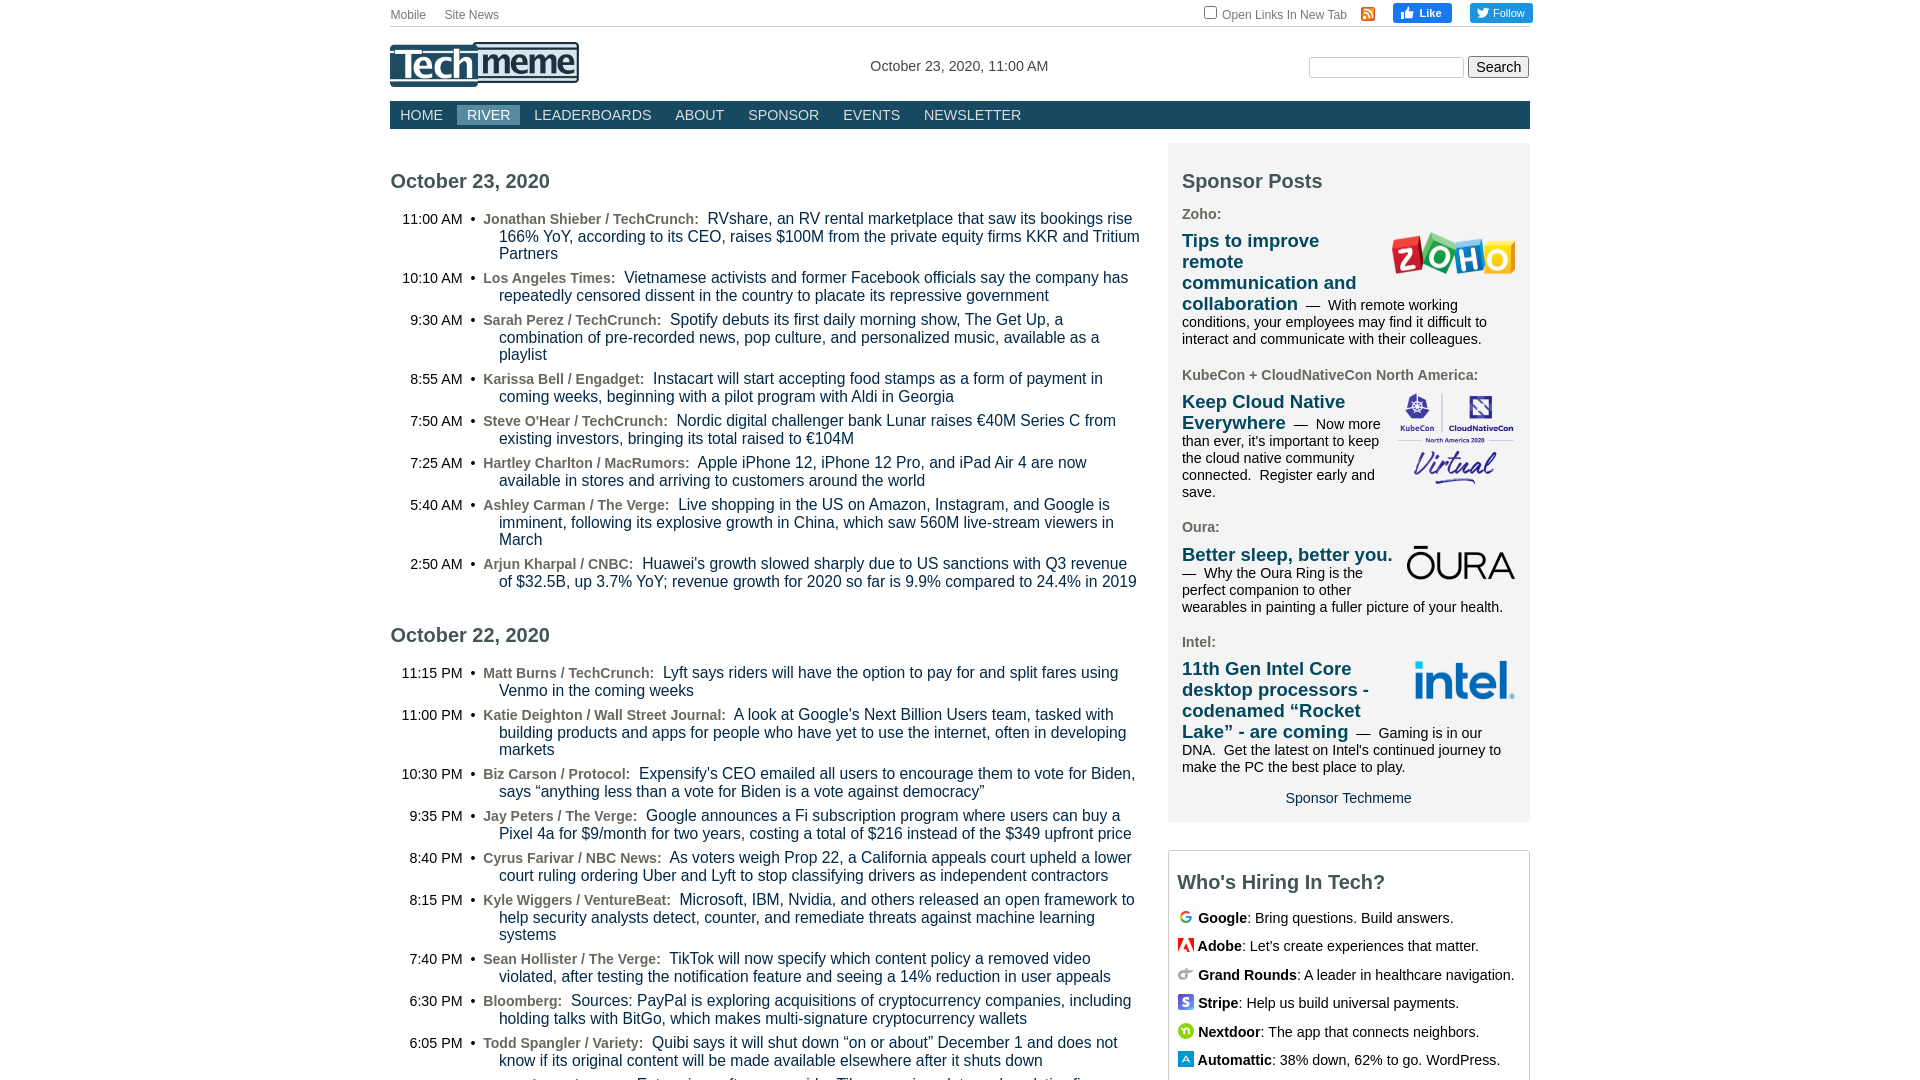 Mobile Site News Open Links In New Tab Like Follow
Techmeme October 23, 2020, 11:00 AM Search
HOME RIVER LEADERBOARDS ABOUT SPONSOR EVENTS NEWSLETTER
October 23, 2020
11:00 AM • Jonathan Shieber / TechCrunch: RVshare, an RV rental marketplace that saw its bookings rise
166% YoY, according to its CEO, raises $100M from the private equity firms KKR and Tritium
Partners
10:10 AM • Los Angeles Times: Vietnamese activists and former Facebook officials say the company has
repeatedly censored dissent in the country to placate its repressive government
9:30 AM • Sarah Perez / TechCrunch: Spotify debuts its first daily morning show, The Get Up, a
combination of pre-recorded news, pop culture, and personalized music, available as a
playlist
8:55 AM • Karissa Bell / Engadget: Instacart will start accepting food stamps as a form of payment in
coming weeks, beginning with a pilot program with Aldi in Georgia
7:50 AM • Steve O'Hear / TechCrunch: Nordic digital challenger bank Lunar raises €40M Series C from
existing investors, bringing its total raised to €104M
7:25 AM • Hartley Charlton / MacRumors: Apple iPhone 12, iPhone 12 Pro, and iPad Air 4 are now
available in stores and arriving to customers around the world
5:40 AM • Ashley Carman / The Verge: Live shopping in the US on Amazon, Instagram, and Google is
imminent, following its explosive growth in China, which saw 560M live-stream viewers in
March
2:50 AM • Arjun Kharpal / CNBC: Huawei's growth slowed sharply due to US sanctions with Q3 revenue
of $32.5B, up 3.7% YoY; revenue growth for 2020 so far is 9.9% compared to 24.4% in 2019
October 22, 2020
11:15 PM • Matt Burns / TechCrunch: Lyft says riders will have the option to pay for and split fares using
Venmo in the coming weeks
11:00 PM • Katie Deighton / Wall Street Journal: A look at Google's Next Billion Users team, tasked with
building products and apps for people who have yet to use the internet, often in developing
markets
10:30 PM • Biz Carson / Protocol: Expensify's CEO emailed all users to encourage them to vote for Biden,
says “anything less than a vote for Biden is a vote against democracy”
9:35 PM • Jay Peters / The Verge: Google announces a Fi subscription program where users can buy a
Pixel 4a for $9/month for two years, costing a total of $216 instead of the $349 upfront price
8:40 PM • Cyrus Farivar / NBC News: As voters weigh Prop 22, a California appeals court upheld a lower
court ruling ordering Uber and Lyft to stop classifying drivers as independent contractors
8:15 PM • Kyle Wiggers / VentureBeat: Microsoft, IBM, Nvidia, and others released an open framework to
help security analysts detect, counter, and remediate threats against machine learning
systems
7:40 PM • Sean Hollister / The Verge: TikTok will now specify which content policy a removed video
violated, after testing the notification feature and seeing a 14% reduction in user appeals
6:30 PM • Bloomberg: Sources: PayPal is exploring acquisitions of cryptocurrency companies, including
holding talks with BitGo, which makes multi-signature cryptocurrency wallets
6:05 PM • Todd Spangler / Variety: Quibi says it will shut down “on or about” December 1 and does not
know if its original content will be made available elsewhere after it shuts down
Sponsor Posts
Zoho:
Tips to improve
remote
communication and
collaboration — With remote working
conditions, your employees may find it difficult to
interact and communicate with their colleagues.
ZOHO
KubeCon + CloudNativeCon North America:
Keep Cloud Native
Everywhere — Now more
than ever, it's important to keep
the cloud native community
connected. Register early and
save.
KubeCon CloudNativeCon
North America 2020
Virtual
Oura:
Better sleep, better you.
— Why the Oura Ring is the
perfect companion to other
wearables in painting a fuller picture of your health.
ŌURA
Intel:
11th Gen Intel Core
desktop processors -
codenamed “Rocket
Lake” - are coming — Gaming is in our
DNA. Get the latest on Intel's continued journey to
make the PC the best place to play.
intel®
Sponsor Techmeme
Who's Hiring In Tech?
Google: Bring questions. Build answers.
Adobe: Let’s create experiences that matter.
Grand Rounds: A leader in healthcare navigation.
Stripe: Help us build universal payments.
Nextdoor: The app that connects neighbors.
Automattic: 38% down, 62% to go. WordPress.